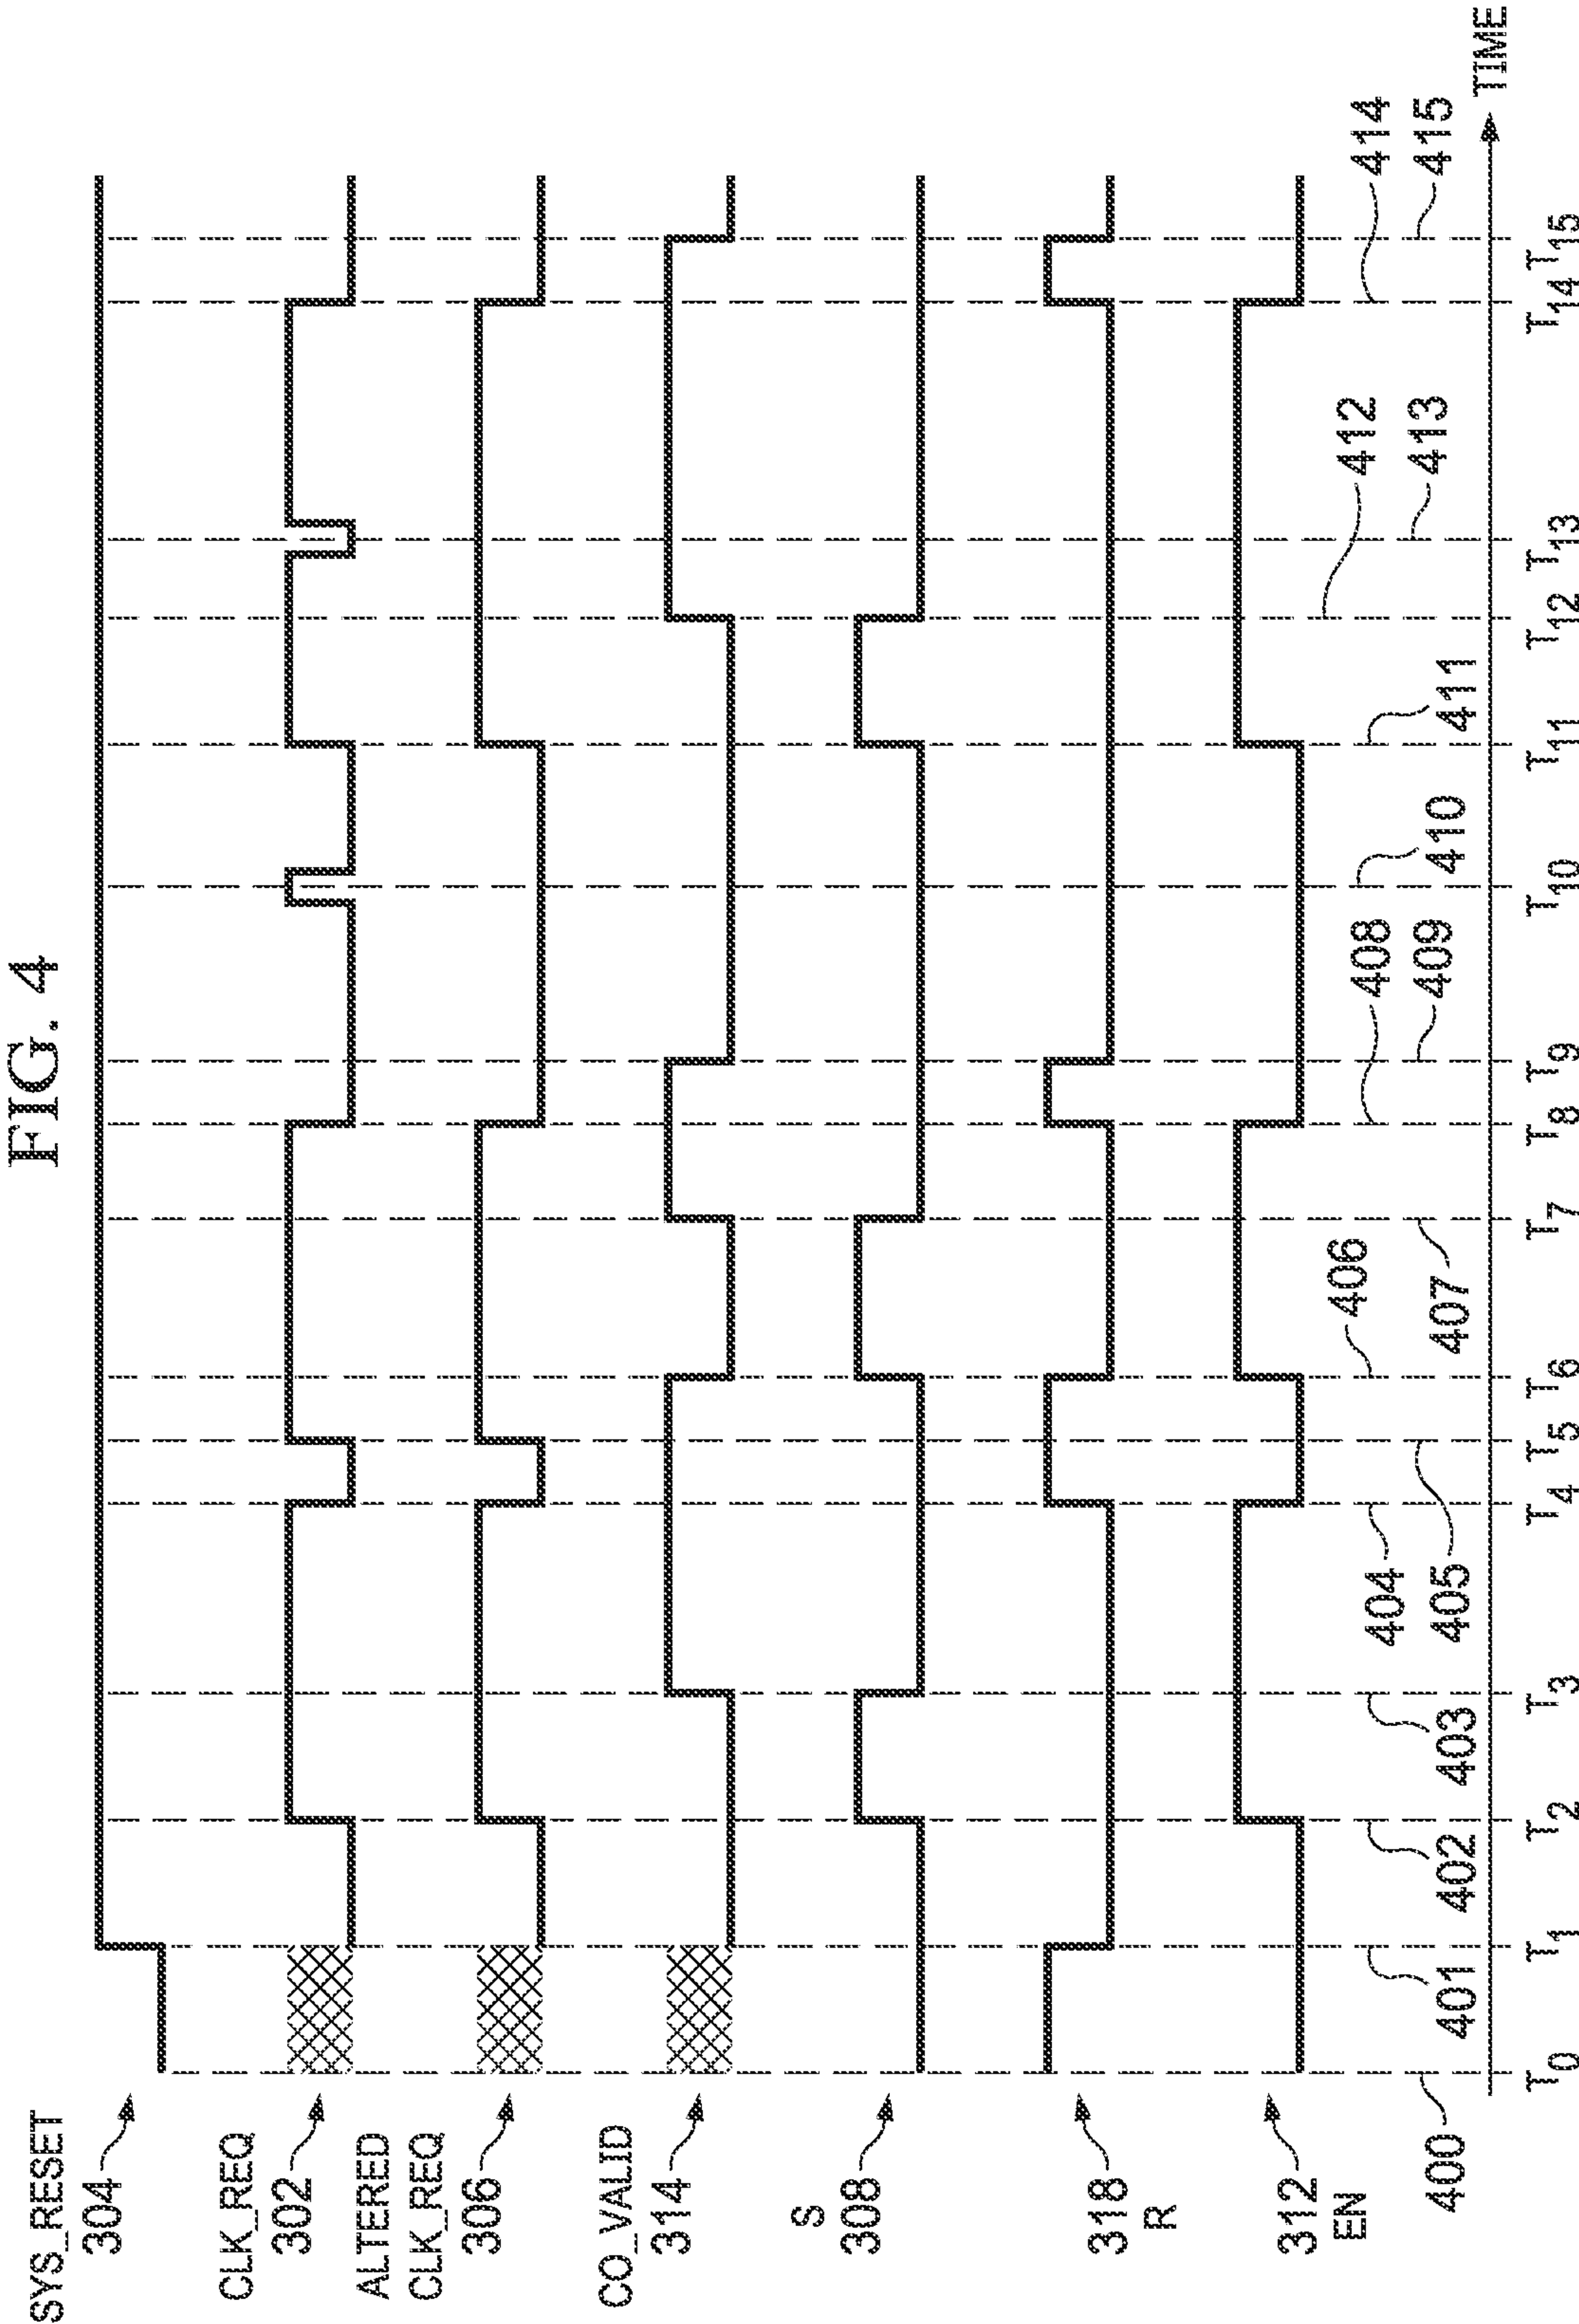 FIG. 4
SYS_RESET
304
CLK_REQ
302
ALTERED
CLK_REQ
306
CO_VALID
314
S
308
318
R
312
EN
400
401
402
403
404
405
406
407
408
409
410
411
412
413
414
415
TIME
T0 T1 T2 T3 T4 T5 T6 T7 T8 T9 T10 T11 T12 T13 T14 T15